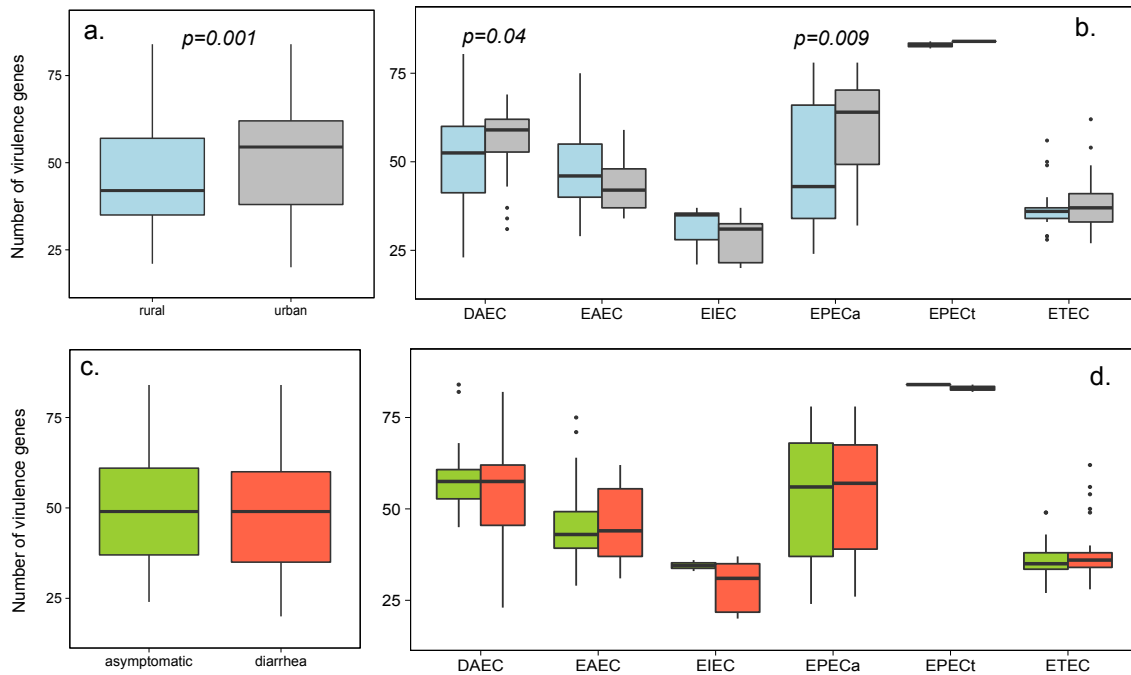 a.
p=0.001
Number of virulence genes
75
50
25
rural urban
b.
p=0.04 p=0.009
75
50
25
DAEC EAEC EIEC EPECa EPECt ETEC
c.
Number of virulence genes
75
50
25
asymptomatic diarrhea
d.
75
50
25
DAEC EAEC EIEC EPECa EPECt ETEC